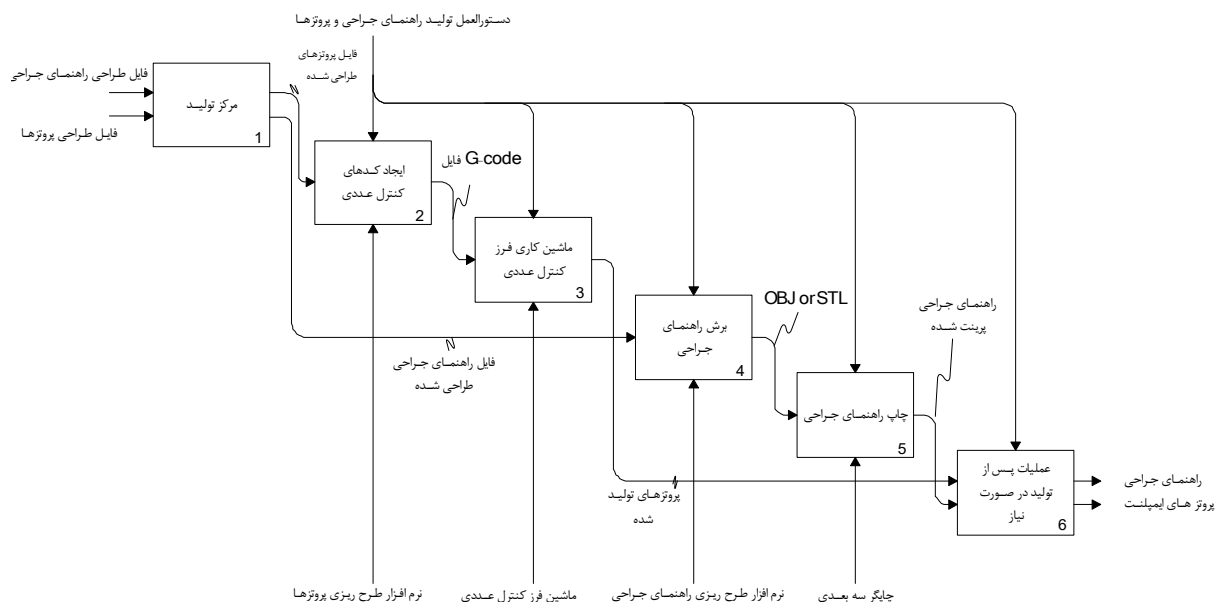 دستورالعمل تولید راهنمای جراحی و پروتزها
فایل طراحی راهنمای جراحی
فایل طراحی پروتزها
مرکز تولید
1
فایل پروتزهای
طراحی شده
ایجاد کدهای
کنترل عددی
2
فایل G-code
ماشین کاری فرز
کنترل عددی
3
فایل راهنمای جراحی
طراحی شده
برش راهنمای
جراحی
4
OBJ or STL
چاپ راهنمای جراحی
5
راهنمای جراحی
پرینت شده
پروتزهای تولید
شده
عملیات پس از
تولید در صورت
نیاز
6
راهنمای جراحی
پروتز های ایمپلنت
نرم افزار طرح ریزی پروتزها
ماشین فرز کنترل عددی
نرم افزار طرح ریزی راهنمای جراحی
چاپگر سه بعدی